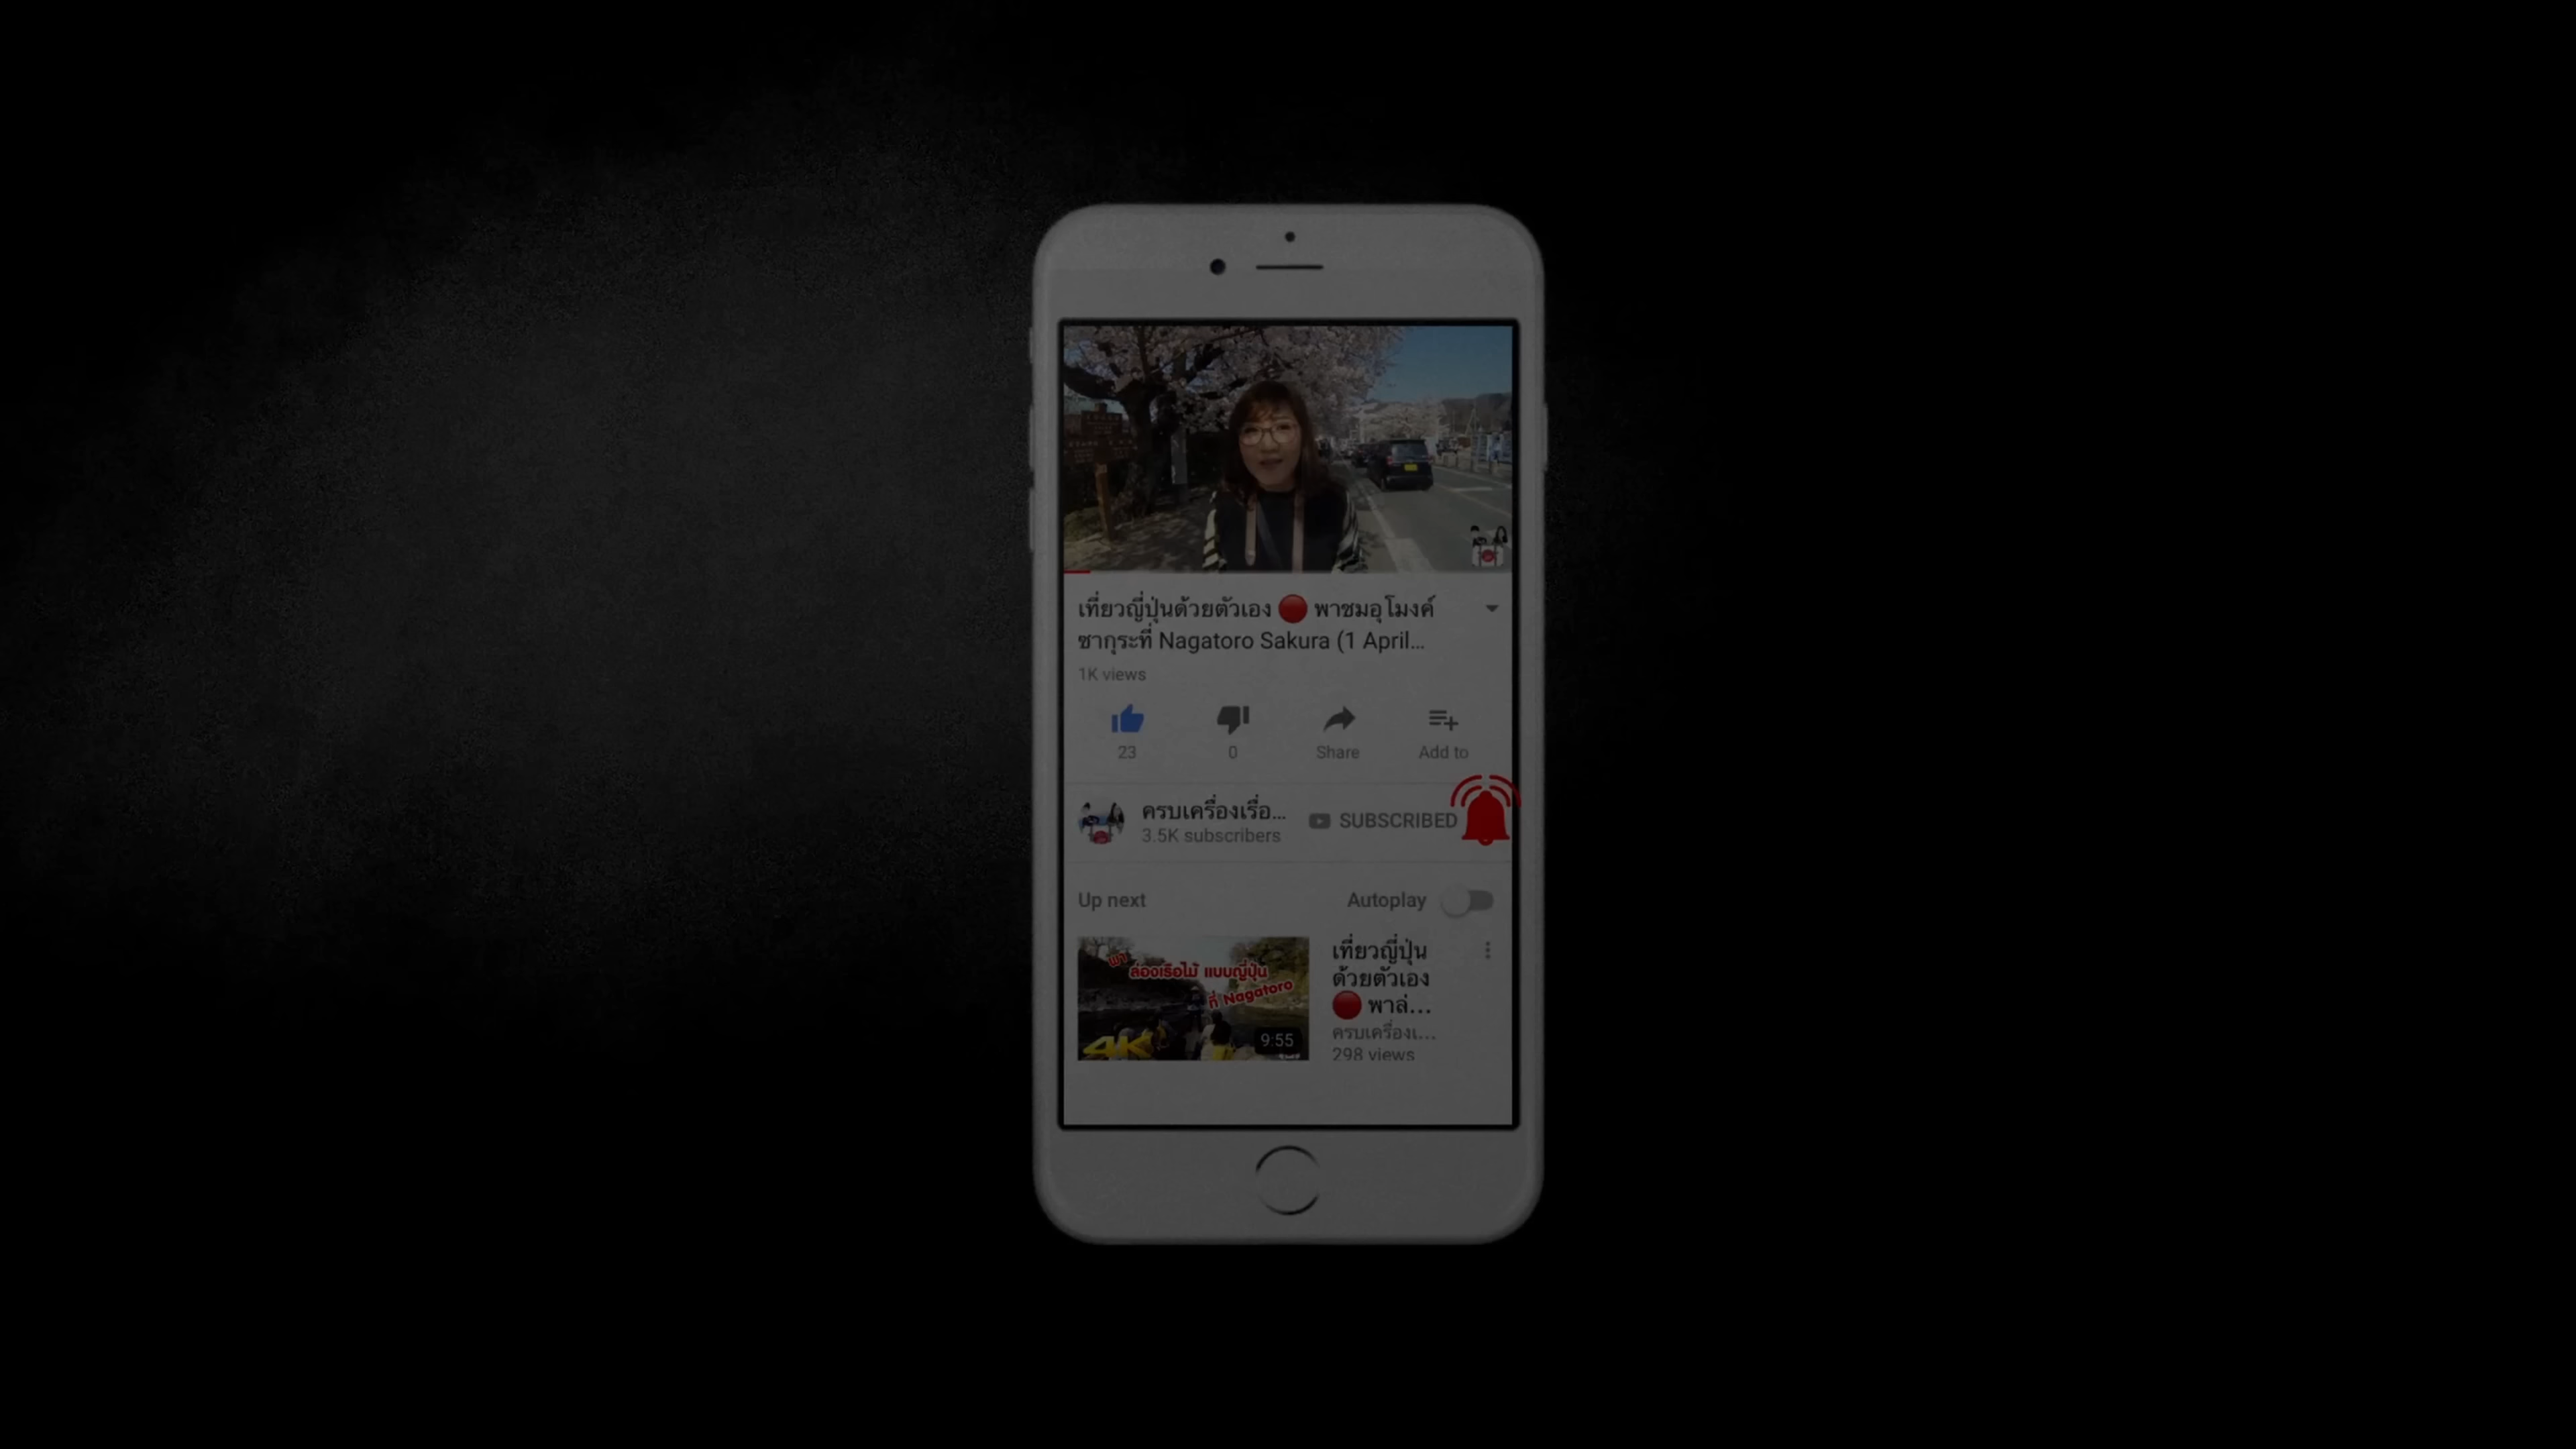 เที่ยวญี่ปุ่นด้วยตัวเอง 🔴 พาชมอุโมงค์
ซากุระที่ Nagatoro Sakura (1 April...
1K views
23
0
Share
Add to
ครบเครื่องเรื่อ...
3.5K subscribers
SUBSCRIBED
Up next
Autoplay
พา
ล่องเรือไม้ แบบญี่ปุ่น
ที่ Nagatoro
4K
9:55
เที่ยวญี่ปุ่น
ด้วยตัวเอง
🔴 พาล่...
ครบเครื่องเ...
298 views